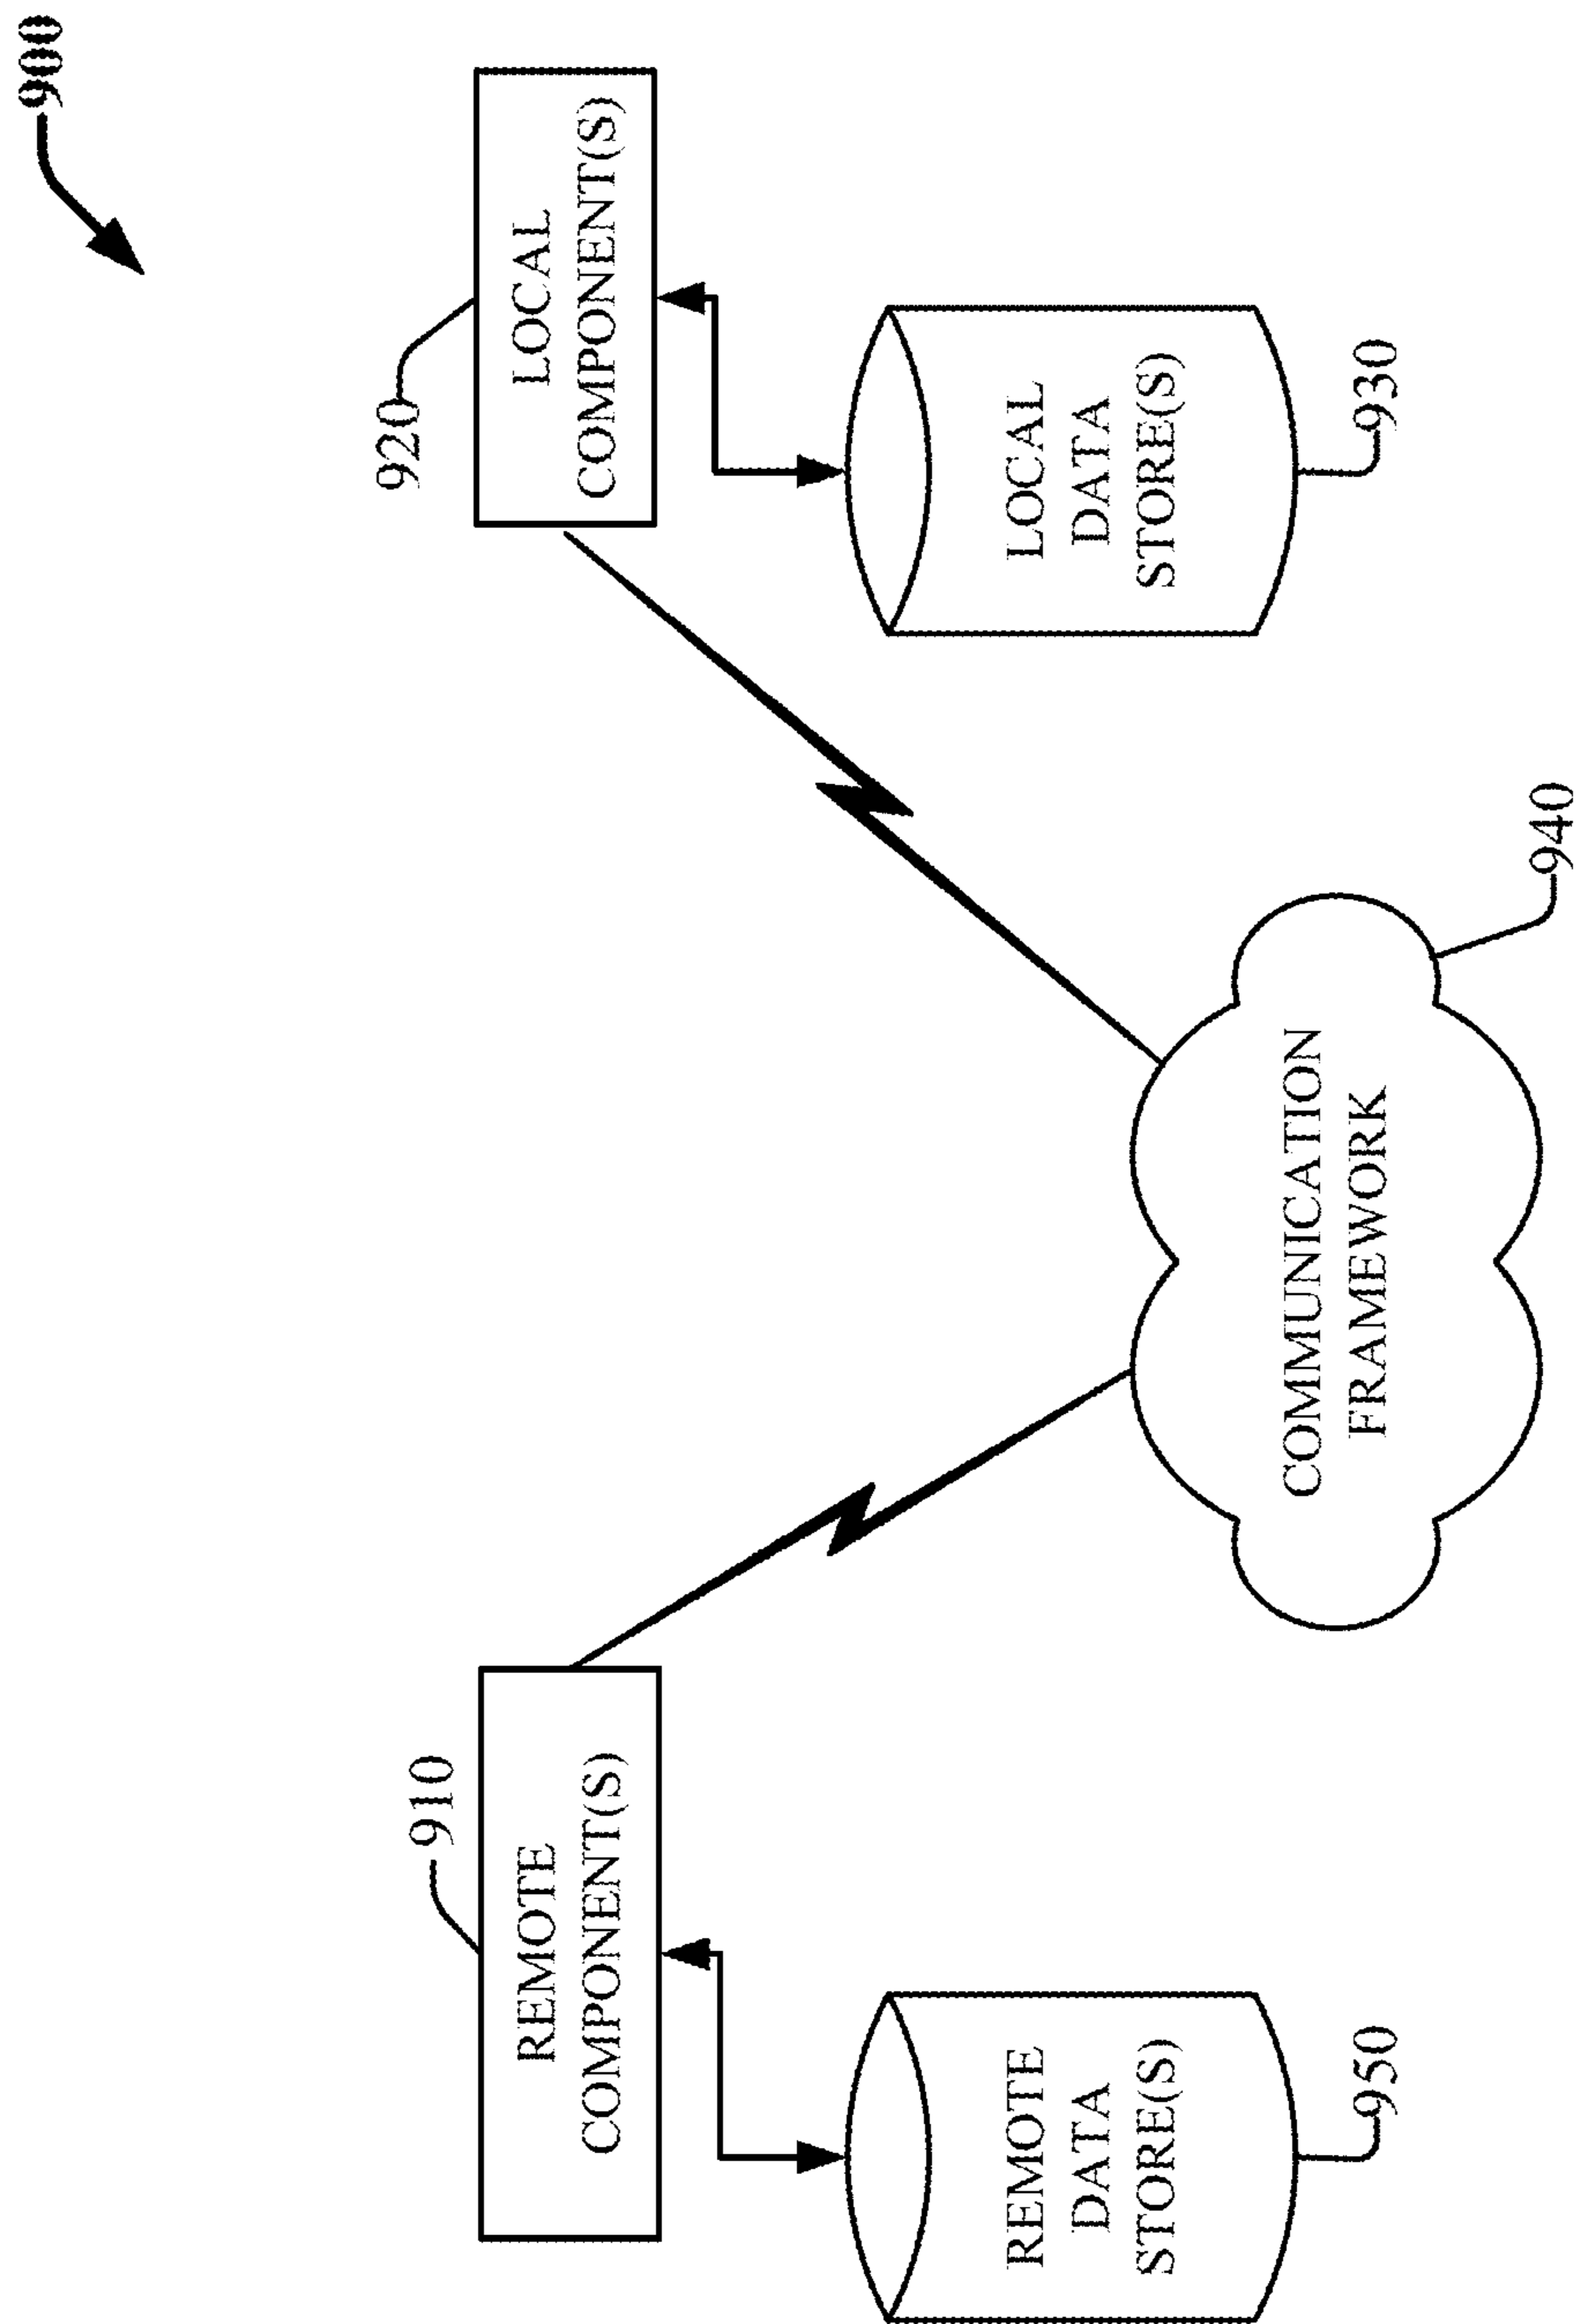 900
910
REMOTE
COMPONENT(S)
920
LOCAL
COMPONENT(S)
REMOTE
DATA
STORE(S)
950
LOCAL
DATA
STORE(S)
930
COMMUNICATION
FRAMEWORK
940